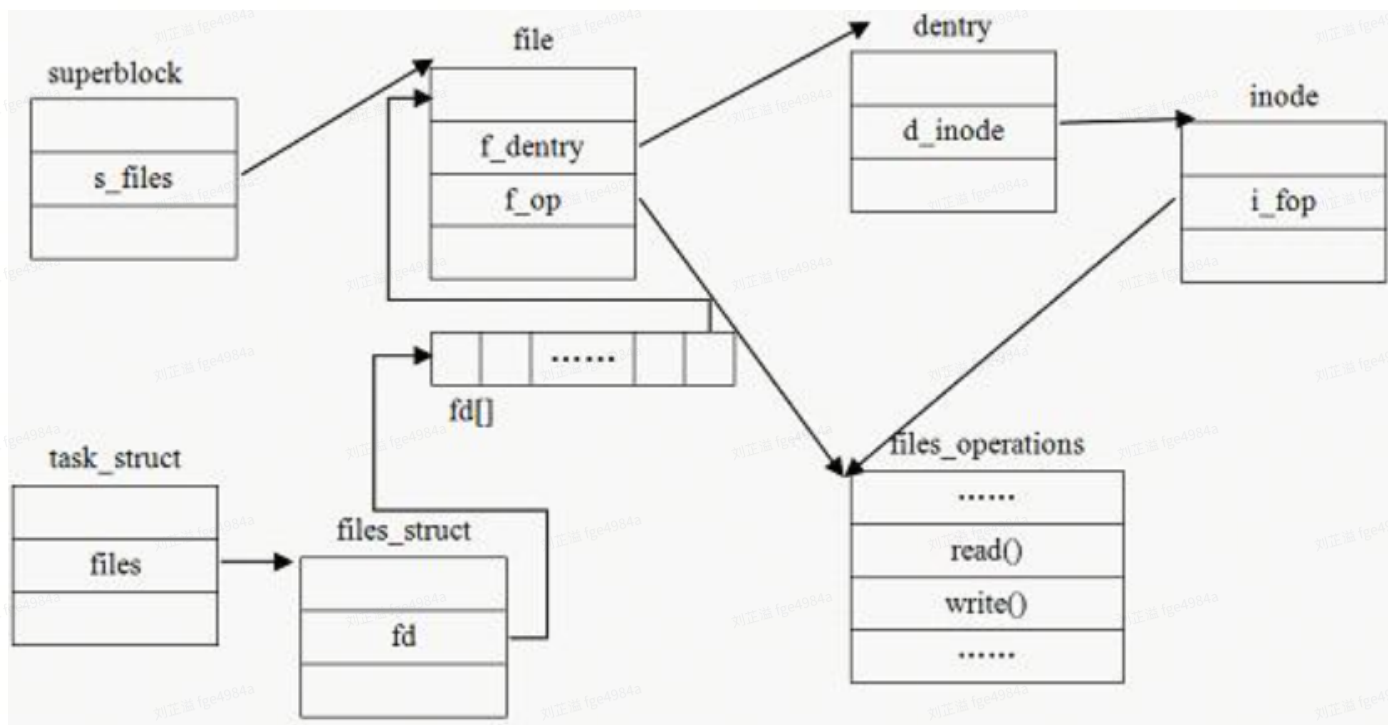 superblock
s_files
file
f_dentry
f_op
dentry
d_inode
inode
i_fop
......
fd[]
task_struct
files
files_struct
fd
files_operations
......
read()
write()
......